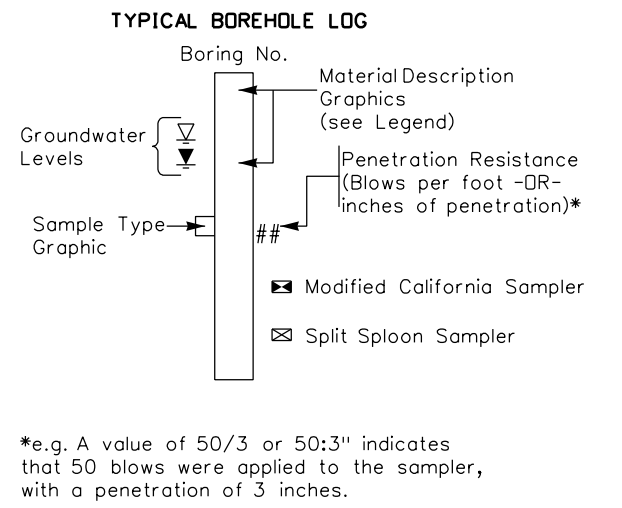 TYPICAL BOREHOLE LOG
Boring No.
Material Description
Graphics
(see Legend)
Groundwater
Levels
Penetration Resistance
(Blows per foot -OR-
inches of penetration)*
Sample Type
Graphic
##
Modified California Sampler
Split Sploon Sampler
*e.g. A value of 50/3 or 50:3" indicates
that 50 blows were applied to the sampler,
with a penetration of 3 inches.